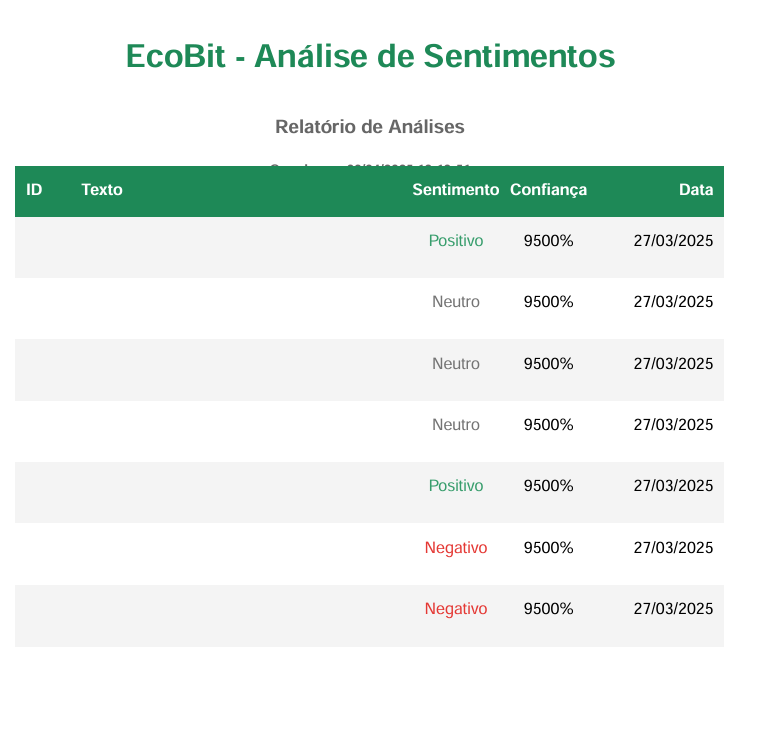 EcoBit - Análise de Sentimentos
Relatório de Análises
ID Texto Sentimento Confiança Data
Positivo 9500% 27/03/2025
Neutro 9500% 27/03/2025
Neutro 9500% 27/03/2025
Neutro 9500% 27/03/2025
Positivo 9500% 27/03/2025
Negativo 9500% 27/03/2025
Negativo 9500% 27/03/2025